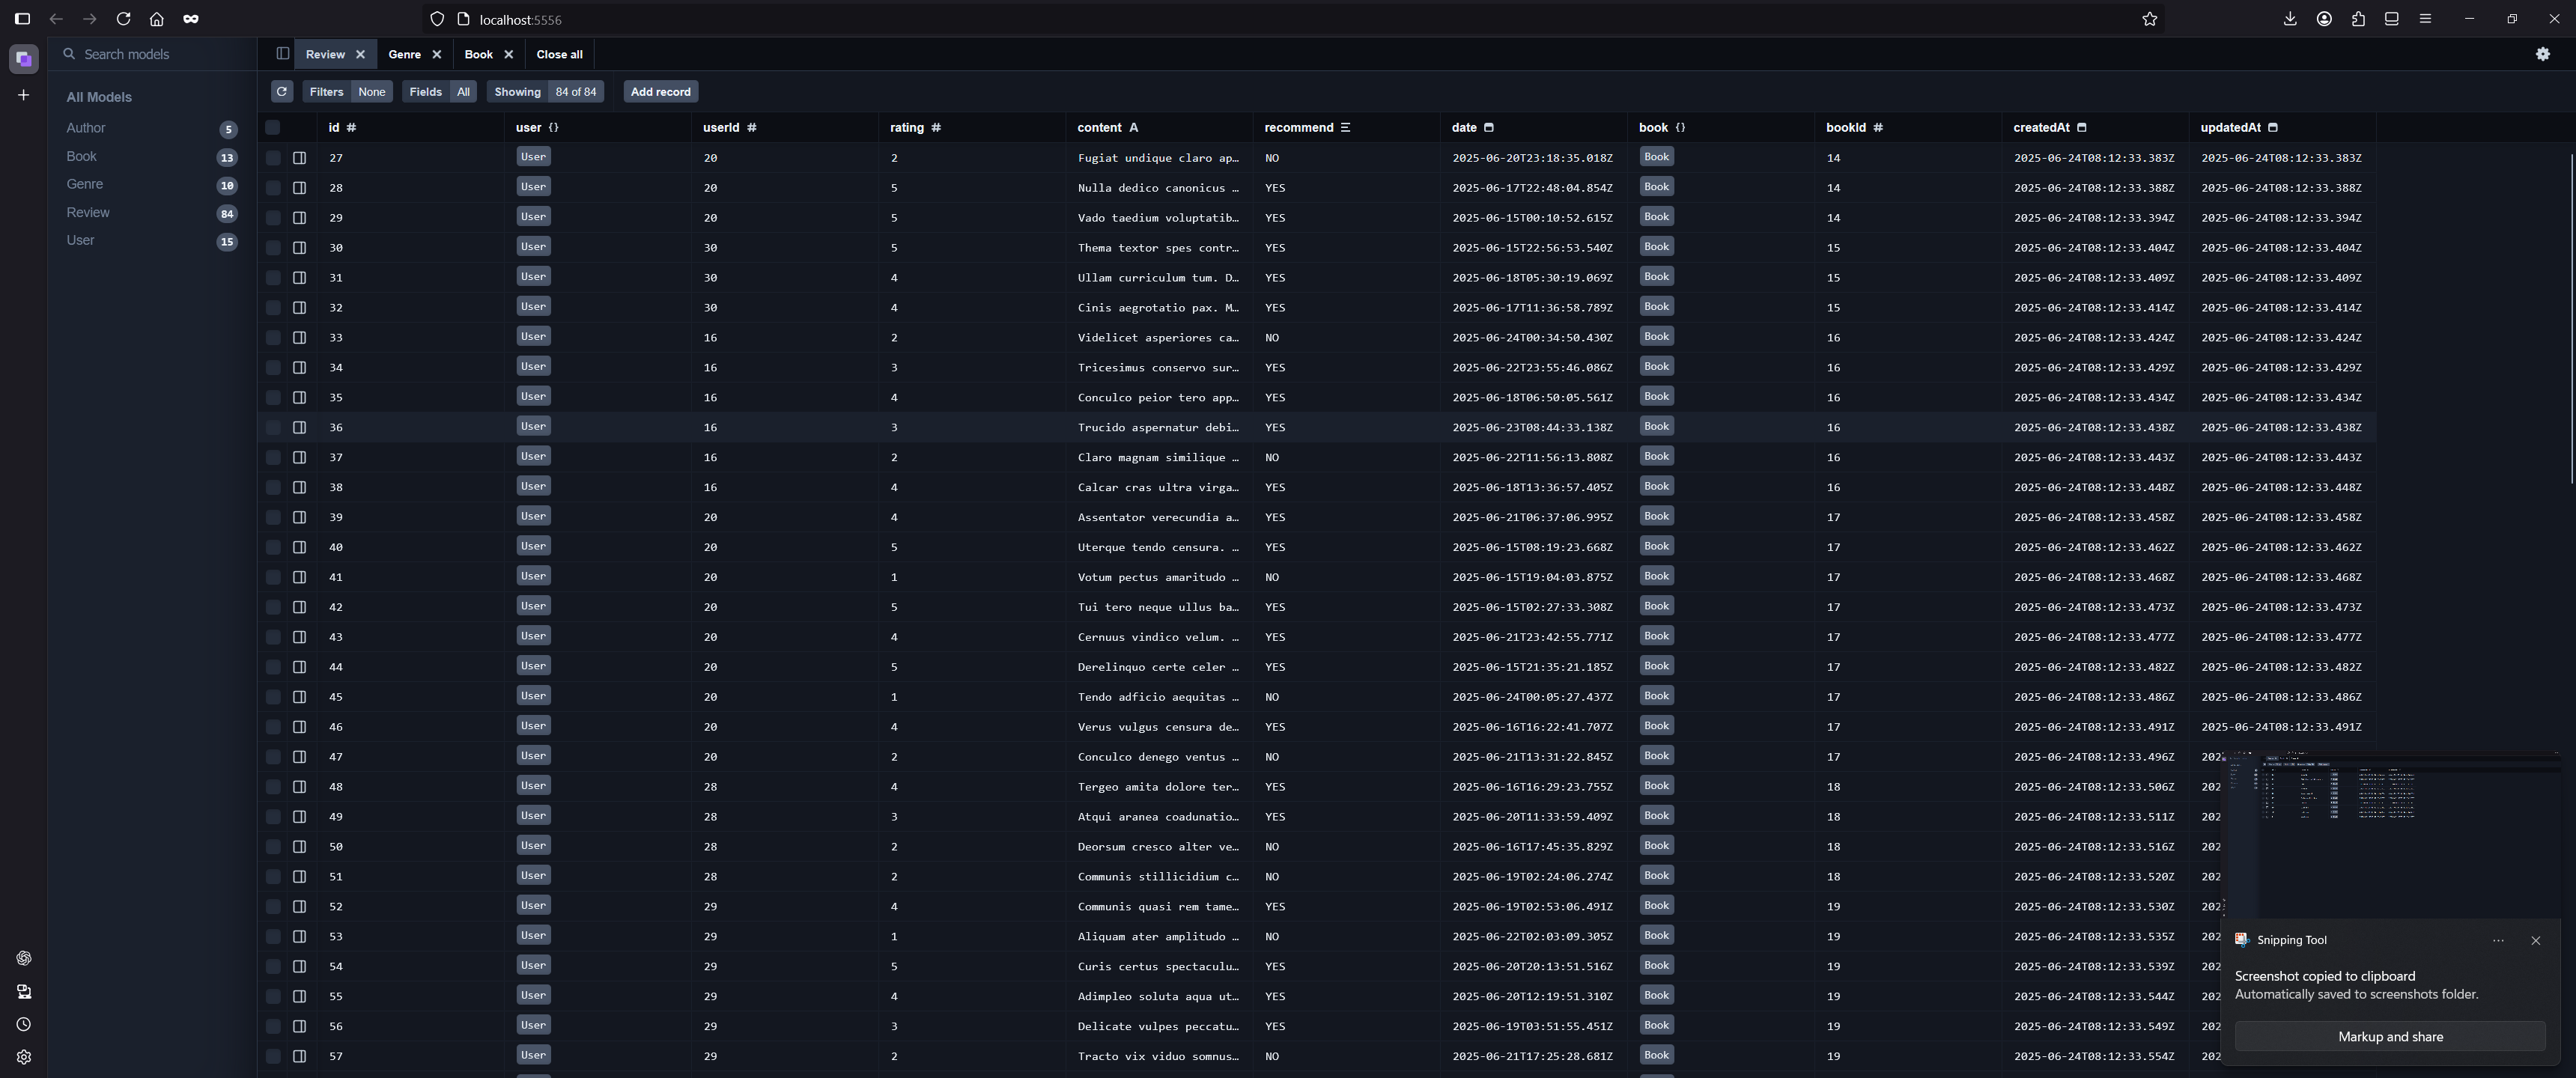 localhost:5556
Search models
Review Genre Book Close all
Filters None Fields All Showing 84 of 84 Add record
All Models
Author 5
Book 13
Genre 10
Review 84
User 15
id # user {} userId # rating # content A recommend date book {} bookId # createdAt updatedAt
27 User 20 2 Fugiat undique claro ap… NO 2025-06-20T23:18:35.018Z Book 14 2025-06-24T08:12:33.383Z 2025-06-24T08:12:33.383Z
28 User 20 5 Nulla dedico canonicus … YES 2025-06-17T22:48:04.854Z Book 14 2025-06-24T08:12:33.388Z 2025-06-24T08:12:33.388Z
29 User 20 5 Vado taedium voluptatib… YES 2025-06-15T00:10:52.615Z Book 14 2025-06-24T08:12:33.394Z 2025-06-24T08:12:33.394Z
30 User 30 5 Thema textor spes contr… YES 2025-06-15T22:56:53.540Z Book 15 2025-06-24T08:12:33.404Z 2025-06-24T08:12:33.404Z
31 User 30 4 Ullam curriculum tum. D… YES 2025-06-18T05:30:19.069Z Book 15 2025-06-24T08:12:33.409Z 2025-06-24T08:12:33.409Z
32 User 30 4 Cinis aegrotatio pax. M… YES 2025-06-17T11:36:58.789Z Book 15 2025-06-24T08:12:33.414Z 2025-06-24T08:12:33.414Z
33 User 16 2 Videlicet asperiores ca… NO 2025-06-24T00:34:50.430Z Book 16 2025-06-24T08:12:33.424Z 2025-06-24T08:12:33.424Z
34 User 16 3 Tricesimus conservo sur… YES 2025-06-22T23:55:46.086Z Book 16 2025-06-24T08:12:33.429Z 2025-06-24T08:12:33.429Z
35 User 16 4 Conculco peior tero app… YES 2025-06-18T06:50:05.561Z Book 16 2025-06-24T08:12:33.434Z 2025-06-24T08:12:33.434Z
36 User 16 3 Trucido aspernatur debi… YES 2025-06-23T08:44:33.138Z Book 16 2025-06-24T08:12:33.438Z 2025-06-24T08:12:33.438Z
37 User 16 2 Claro magnam similique … NO 2025-06-22T11:56:13.808Z Book 16 2025-06-24T08:12:33.443Z 2025-06-24T08:12:33.443Z
38 User 16 4 Calcar cras ultra virga… YES 2025-06-18T13:36:57.405Z Book 16 2025-06-24T08:12:33.448Z 2025-06-24T08:12:33.448Z
39 User 20 4 Assentator verecundia a… YES 2025-06-21T06:37:06.995Z Book 17 2025-06-24T08:12:33.458Z 2025-06-24T08:12:33.458Z
40 User 20 5 Uterque tendo censura. … YES 2025-06-15T08:19:23.668Z Book 17 2025-06-24T08:12:33.462Z 2025-06-24T08:12:33.462Z
41 User 20 1 Votum pectus amaritudo … NO 2025-06-15T19:04:03.875Z Book 17 2025-06-24T08:12:33.468Z 2025-06-24T08:12:33.468Z
42 User 20 5 Tui tero neque ullus ba… YES 2025-06-15T02:27:33.308Z Book 17 2025-06-24T08:12:33.473Z 2025-06-24T08:12:33.473Z
43 User 20 4 Cernuus vindico velum. … YES 2025-06-21T23:42:55.771Z Book 17 2025-06-24T08:12:33.477Z 2025-06-24T08:12:33.477Z
44 User 20 5 Derelinquo certe celer … YES 2025-06-15T21:35:21.185Z Book 17 2025-06-24T08:12:33.482Z 2025-06-24T08:12:33.482Z
45 User 20 1 Tendo adficio aequitas … NO 2025-06-24T00:05:27.437Z Book 17 2025-06-24T08:12:33.486Z 2025-06-24T08:12:33.486Z
46 User 20 4 Verus vulgus censura de… YES 2025-06-16T16:22:41.707Z Book 17 2025-06-24T08:12:33.491Z 2025-06-24T08:12:33.491Z
47 User 20 2 Conculco denego ventus … NO 2025-06-21T13:31:22.845Z Book 17 2025-06-24T08:12:33.496Z 202
48 User 28 4 Tergeo amita dolore ter… YES 2025-06-16T16:29:23.755Z Book 18 2025-06-24T08:12:33.506Z 202
49 User 28 3 Atqui aranea coadunatio… YES 2025-06-20T11:33:59.409Z Book 18 2025-06-24T08:12:33.511Z 202
50 User 28 2 Deorsum cresco alter ve… NO 2025-06-16T17:45:35.829Z Book 18 2025-06-24T08:12:33.516Z 202
51 User 28 2 Communis stillicidium c… NO 2025-06-19T02:24:06.274Z Book 18 2025-06-24T08:12:33.520Z 202
52 User 29 4 Communis quasi rem tame… YES 2025-06-19T02:53:06.491Z Book 19 2025-06-24T08:12:33.530Z 202
53 User 29 1 Aliquam ater amplitudo … NO 2025-06-22T02:03:09.305Z Book 19 2025-06-24T08:12:33.535Z 202
54 User 29 5 Curis certus spectaculu… YES 2025-06-20T20:13:51.516Z Book 19 2025-06-24T08:12:33.539Z 202
55 User 29 4 Adimpleo soluta aqua ut… YES 2025-06-20T12:19:51.310Z Book 19 2025-06-24T08:12:33.544Z 202
56 User 29 3 Delicate vulpes peccatu… YES 2025-06-19T03:51:55.451Z Book 19 2025-06-24T08:12:33.549Z 202
57 User 29 2 Tracto vix viduo somnus… NO 2025-06-21T17:25:28.681Z Book 19 2025-06-24T08:12:33.554Z 202
Snipping Tool
Screenshot copied to clipboard
Automatically saved to screenshots folder.
Markup and share